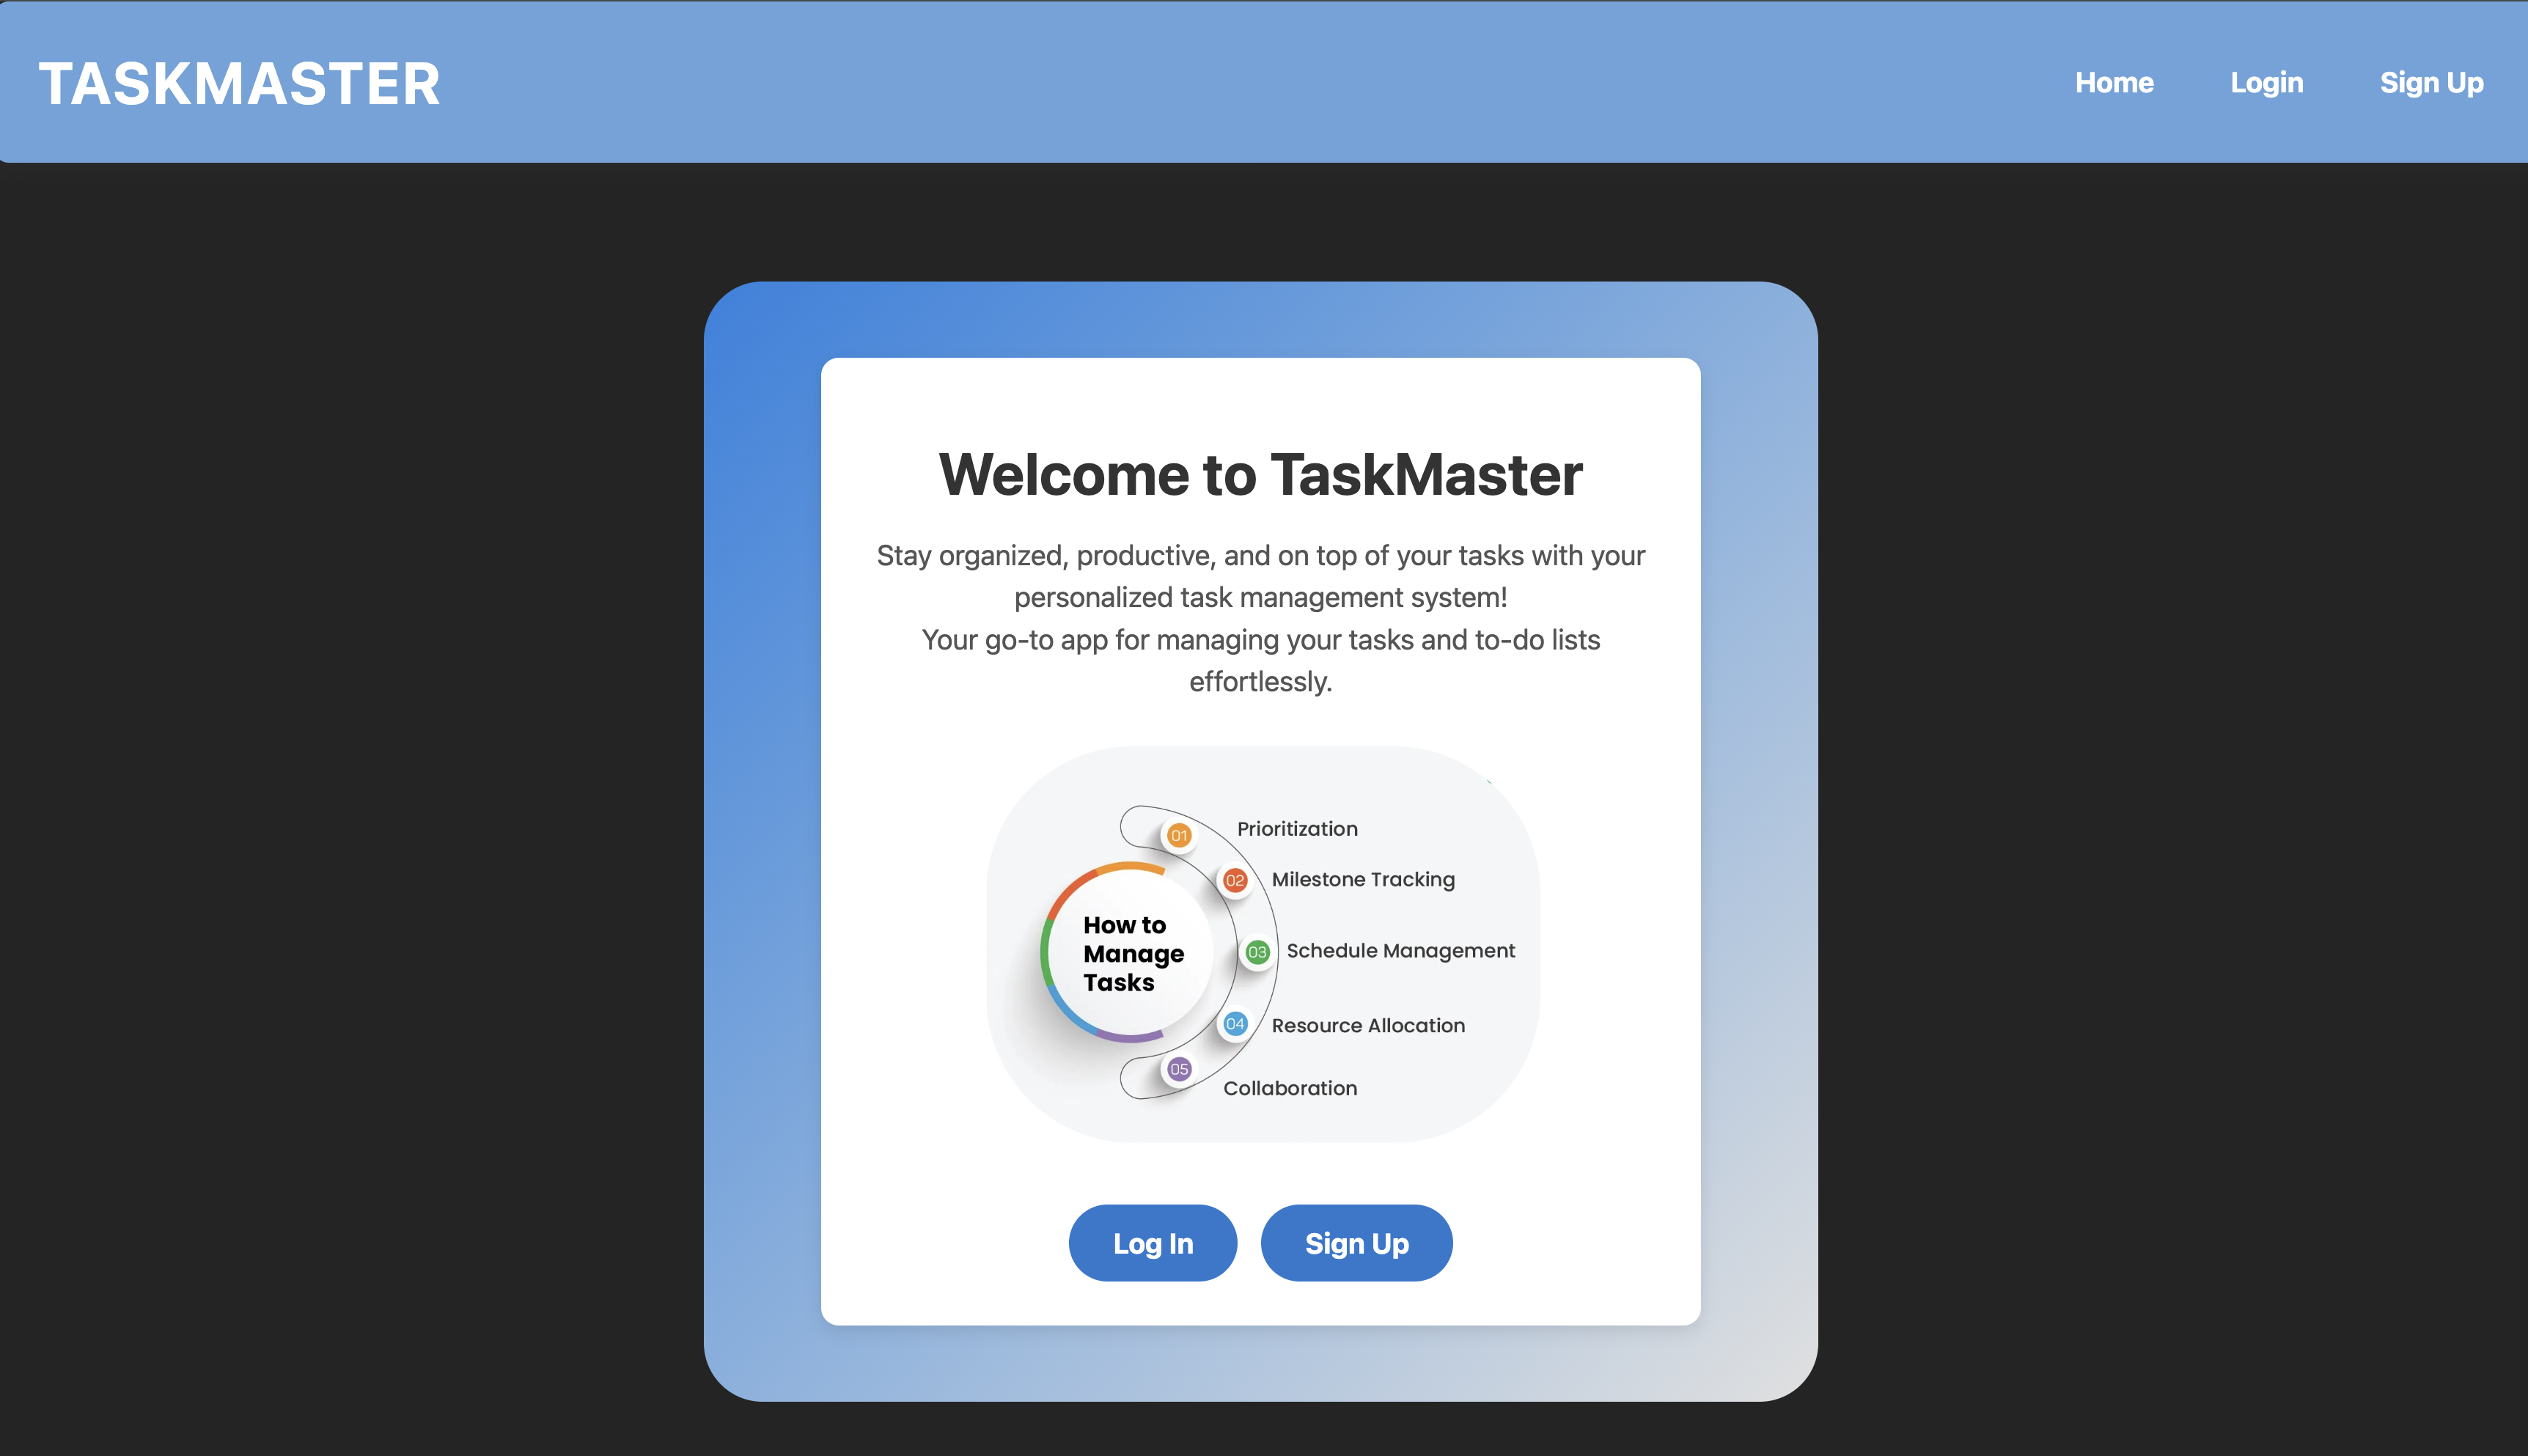 TASKMASTER
Home
Login
Sign Up
Welcome to TaskMaster
Stay organized, productive, and on top of your tasks with your
personalized task management system!
Your go-to app for managing your tasks and to-do lists
effortlessly.
How to
Manage
Tasks
01
Prioritization
02
Milestone Tracking
03
Schedule Management
04
Resource Allocation
05
Collaboration
Log In
Sign Up